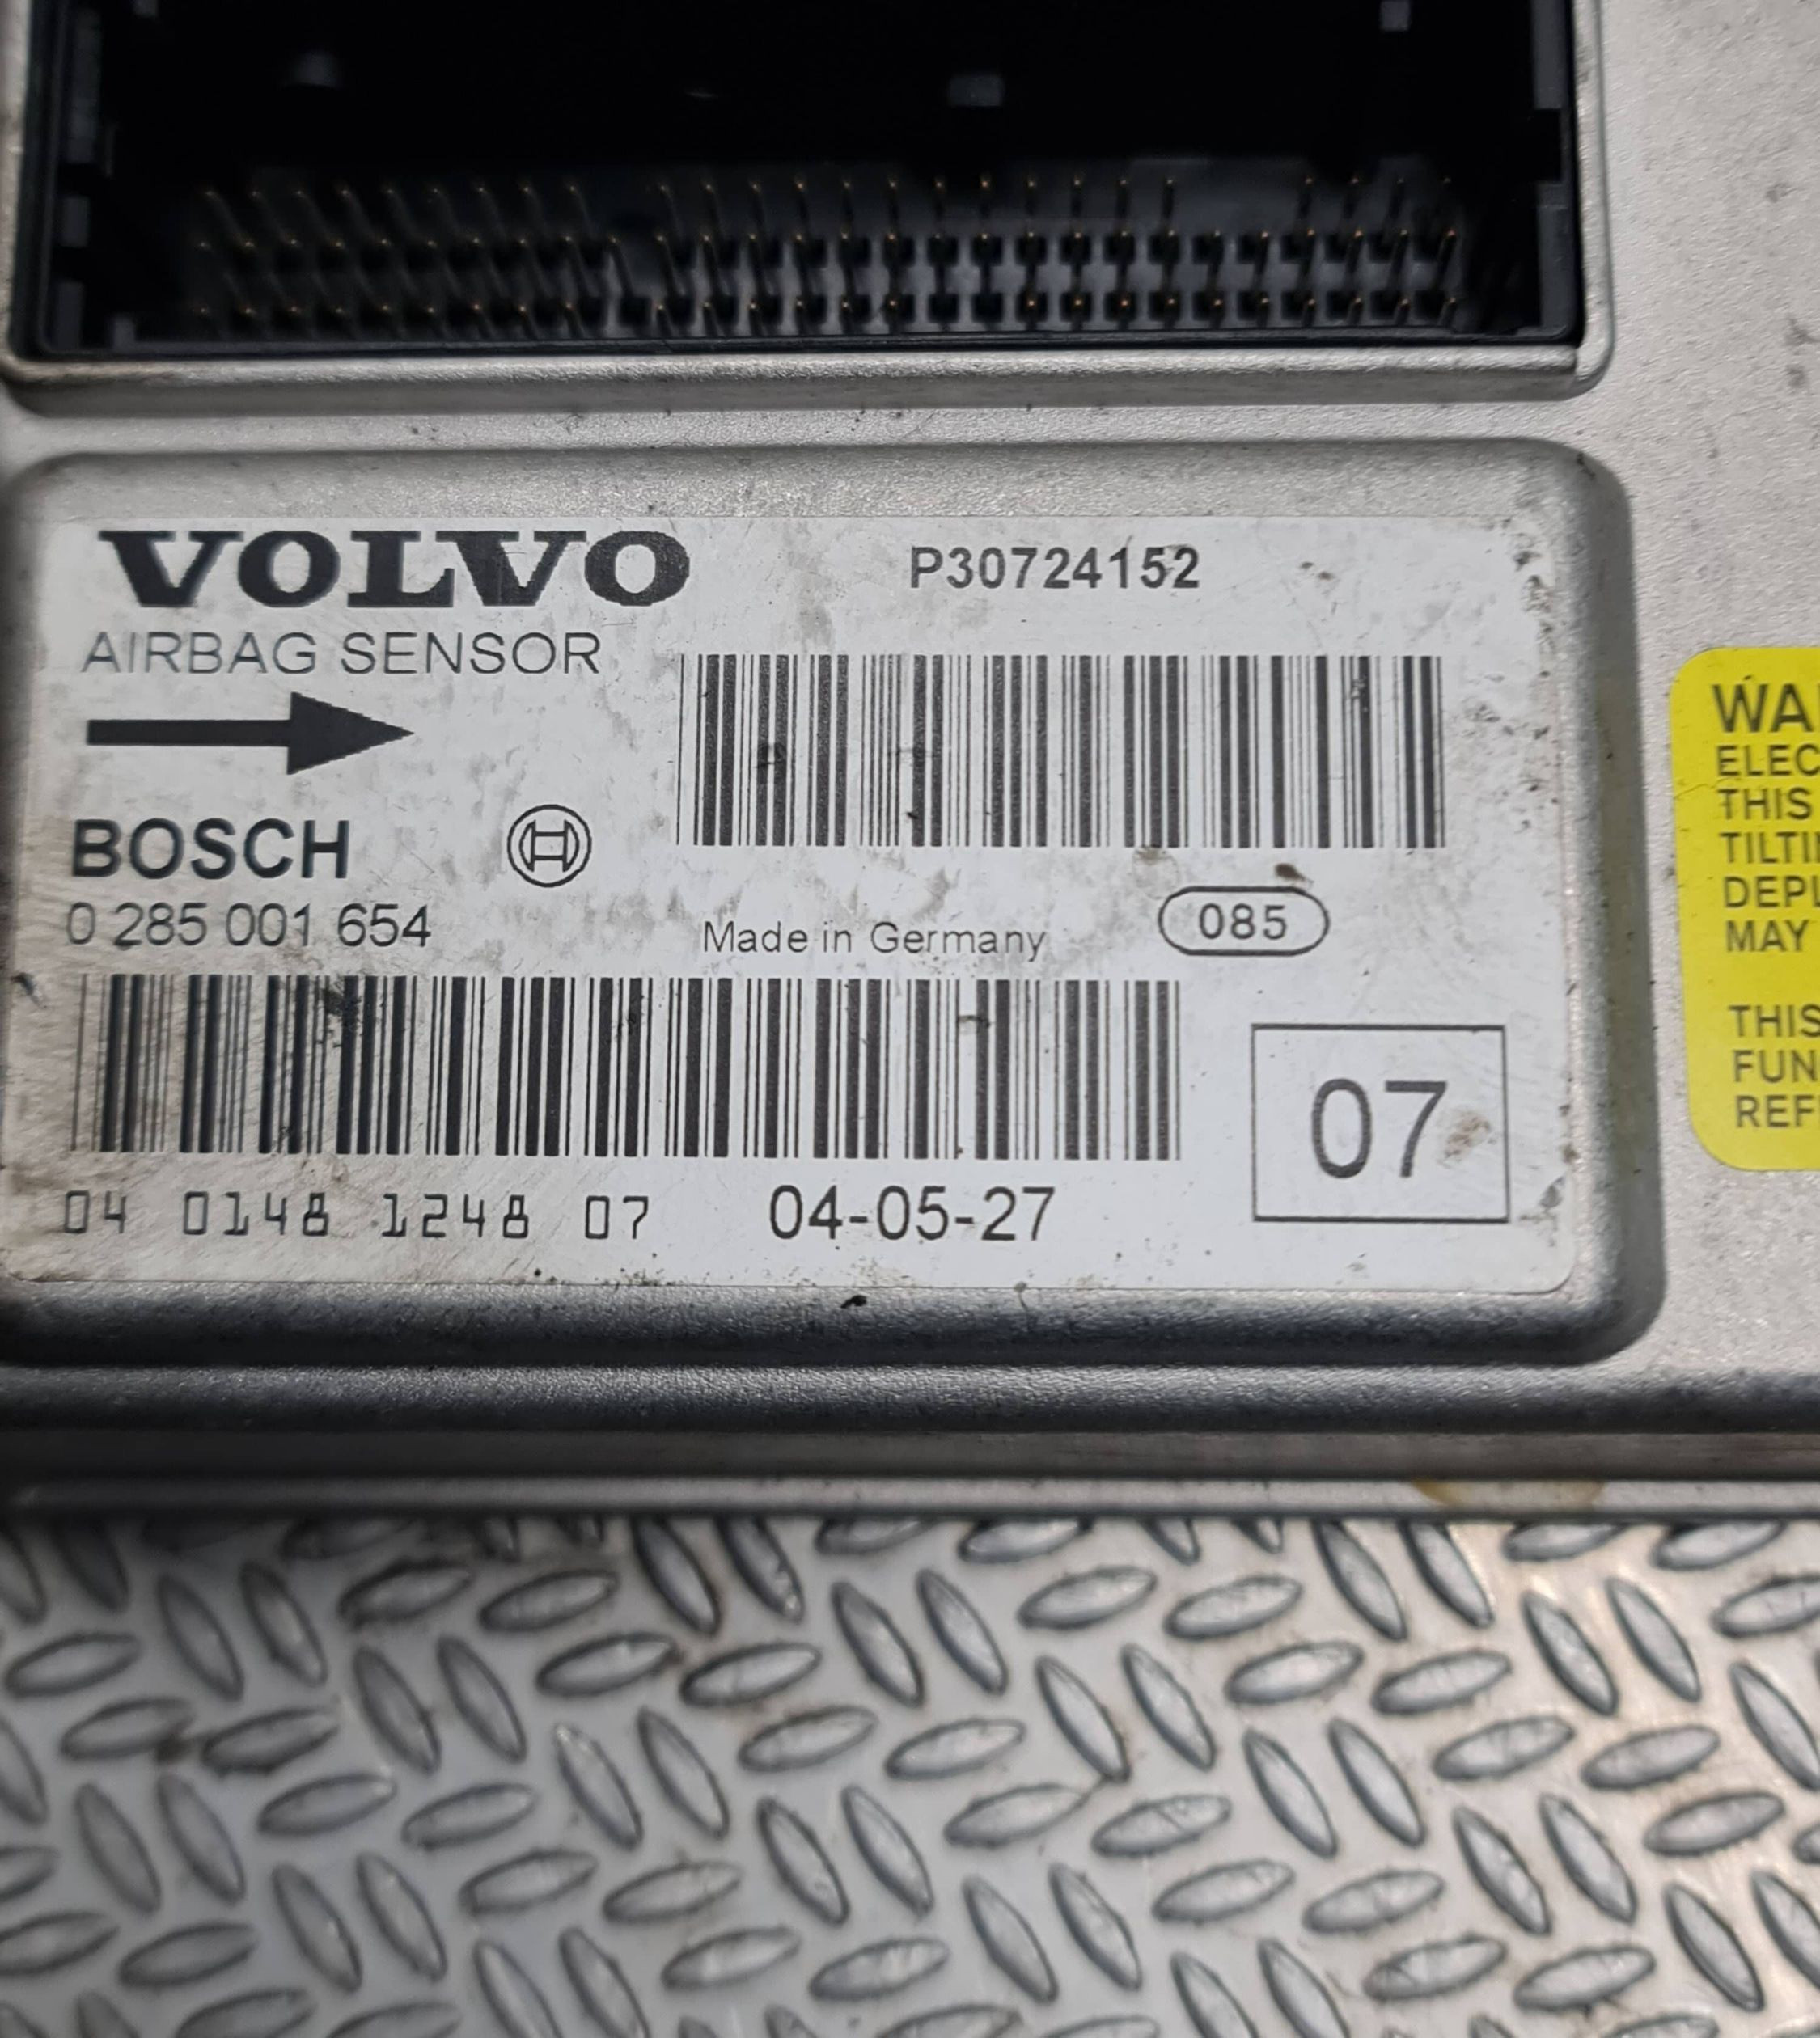 VOLVO
P30724152
AIRBAG SENSOR
BOSCH
0 285 001 654
Made in Germany
085
07
04 0148 1248 07
04-05-27
WA
ELEC
THIS
TILTI
DEPL
MAY
THIS
FUN
REF